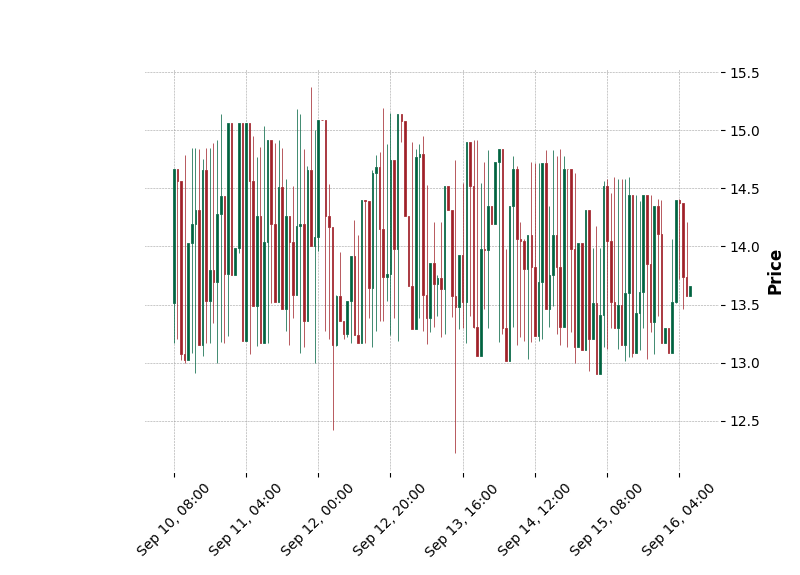 15.5
15.0
14.5
14.0
13.5
13.0
12.5
Price
Sep 10, 08:00
Sep 11, 04:00
Sep 12, 00:00
Sep 12, 20:00
Sep 13, 16:00
Sep 14, 12:00
Sep 15, 08:00
Sep 16, 04:00